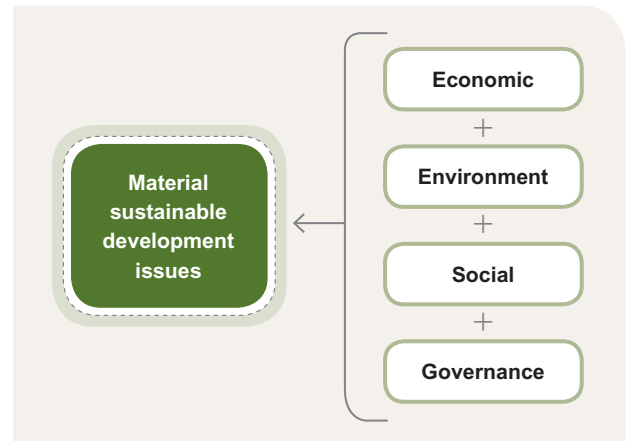 Material
sustainable
development
issues
Economic
+
Environment
+
Social
+
Governance